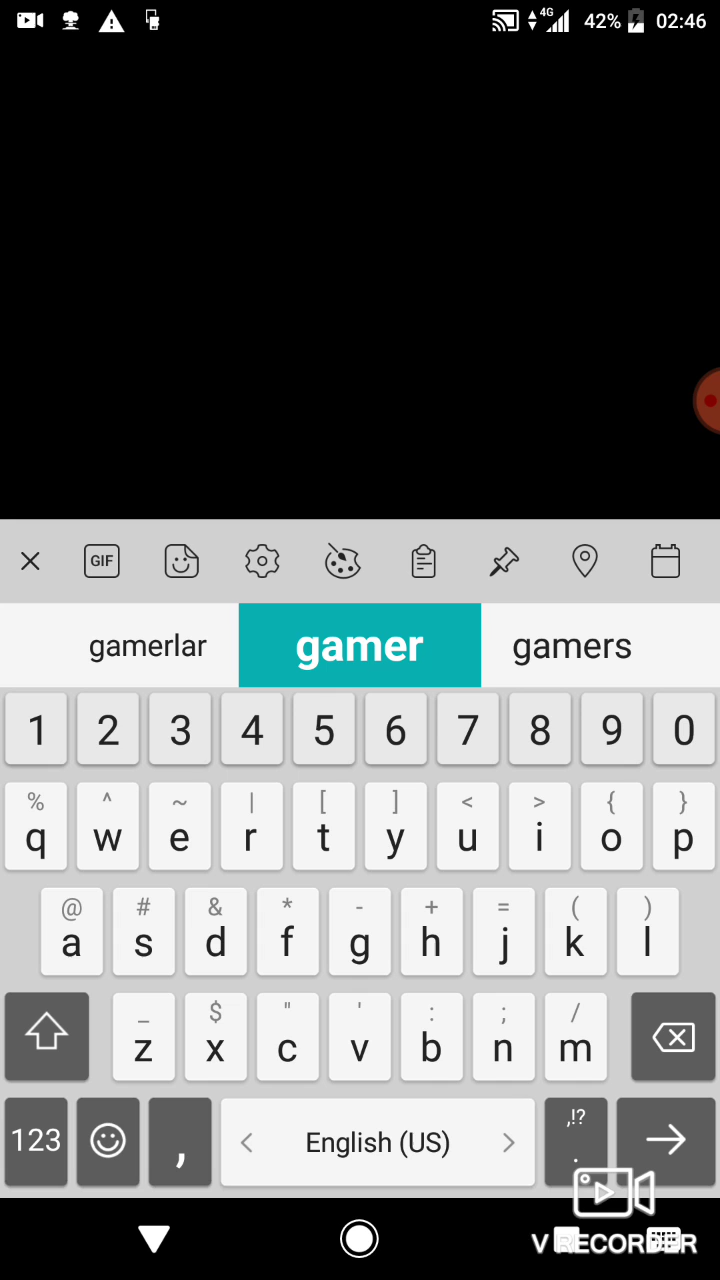 4G 42% 02:46
GIF
gamerlar gamer gamers
1 2 3 4 5 6 7 8 9 0
% ^ ~ | [ ] < > { }
q w e r t y u i o p
@ # & * - + = ( )
a s d f g h j k l
_ $ " ' : ; /
z x c v b n m
,!?
123 , < English (US) > .
V RECORDER